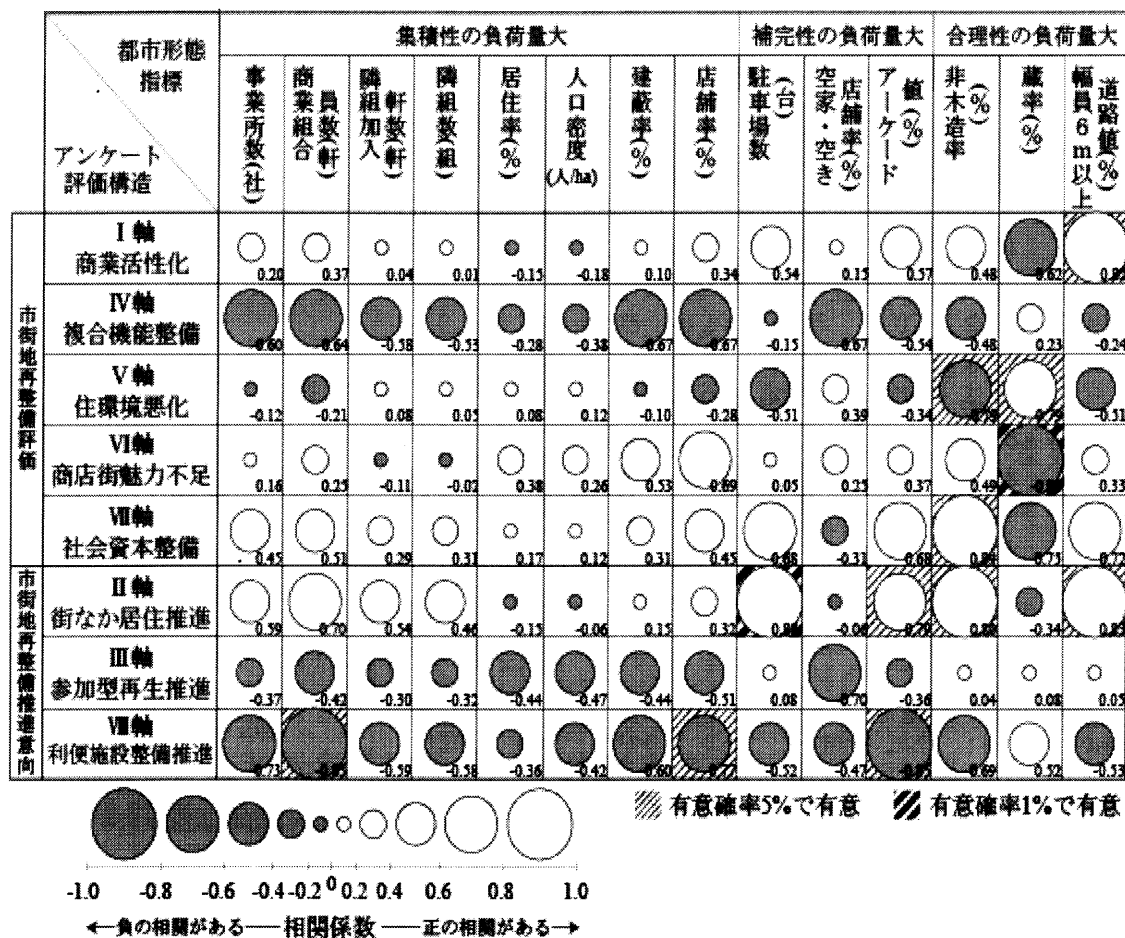 都市形態
指標
アンケート
評価構造
集積性の負荷量大 補完性の負荷量大 合理性の負荷量大
事業所数(社)
商業組合員数(軒)
隣組加入軒数(軒)
隣組数(組)
居住率(%)
人口密度(人/ha)
建蔽率(%)
店舗率(%)
駐車場数(台)
空家・空き店舗率(%)
アーケード値(%)
非木造率(%)
蔵率(%)
幅員6m以上道路値(%)
市街地再整備評価
Ⅰ軸
商業活性化
0.20 0.37 0.04 0.01 -0.15 -0.18 0.10 0.34 0.54 0.15 0.57 0.48 -0.62
Ⅳ軸
複合機能整備
-0.60 -0.64 -0.58 -0.53 -0.28 -0.38 -0.67 -0.67 -0.15 -0.67 -0.54 -0.48 0.23 -0.24
Ⅴ軸
住環境悪化
-0.12 -0.21 0.08 0.05 0.08 0.12 -0.10 -0.28 -0.51 0.39 -0.34 0.79 -0.51
Ⅵ軸
商店街魅力不足
0.16 0.25 -0.11 -0.02 0.38 0.26 0.53 0.69 0.05 0.25 0.37 0.49 0.33
Ⅶ軸
社会資本整備
0.45 0.51 0.29 0.31 0.17 0.12 0.31 0.45 0.68 -0.31 0.68 -0.75 0.72
市街地再整備推進意向
Ⅱ軸
街なか居住推進
0.59 0.70 0.54 0.46 -0.15 -0.06 0.15 0.32 -0.06 0.79 -0.34
Ⅲ軸
参加型再生推進
-0.37 -0.42 -0.30 -0.32 -0.44 -0.47 -0.44 -0.51 0.08 -0.70 -0.36 0.04 0.08 0.05
Ⅷ軸
利便施設整備推進
-0.73 -0.59 -0.58 -0.36 -0.42 -0.60 -0.77 -0.52 -0.47 -0.69 0.52 -0.53
有意確率5%で有意 有意確率1%で有意
-1.0 -0.8 -0.6 -0.4 -0.2 0 0.2 0.4 0.6 0.8 1.0
←負の相関がある―相関係数―正の相関がある→